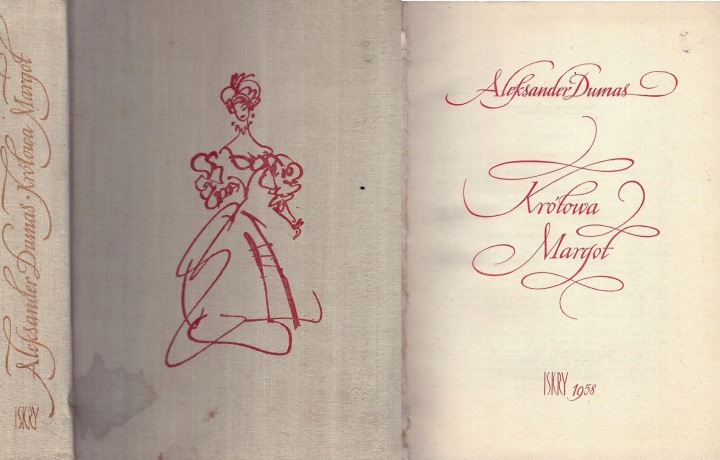 Aleksander Dumas · Królowa Margot
ISKRY
Aleksander Dumas
Królowa
Margot
ISKRY 1958